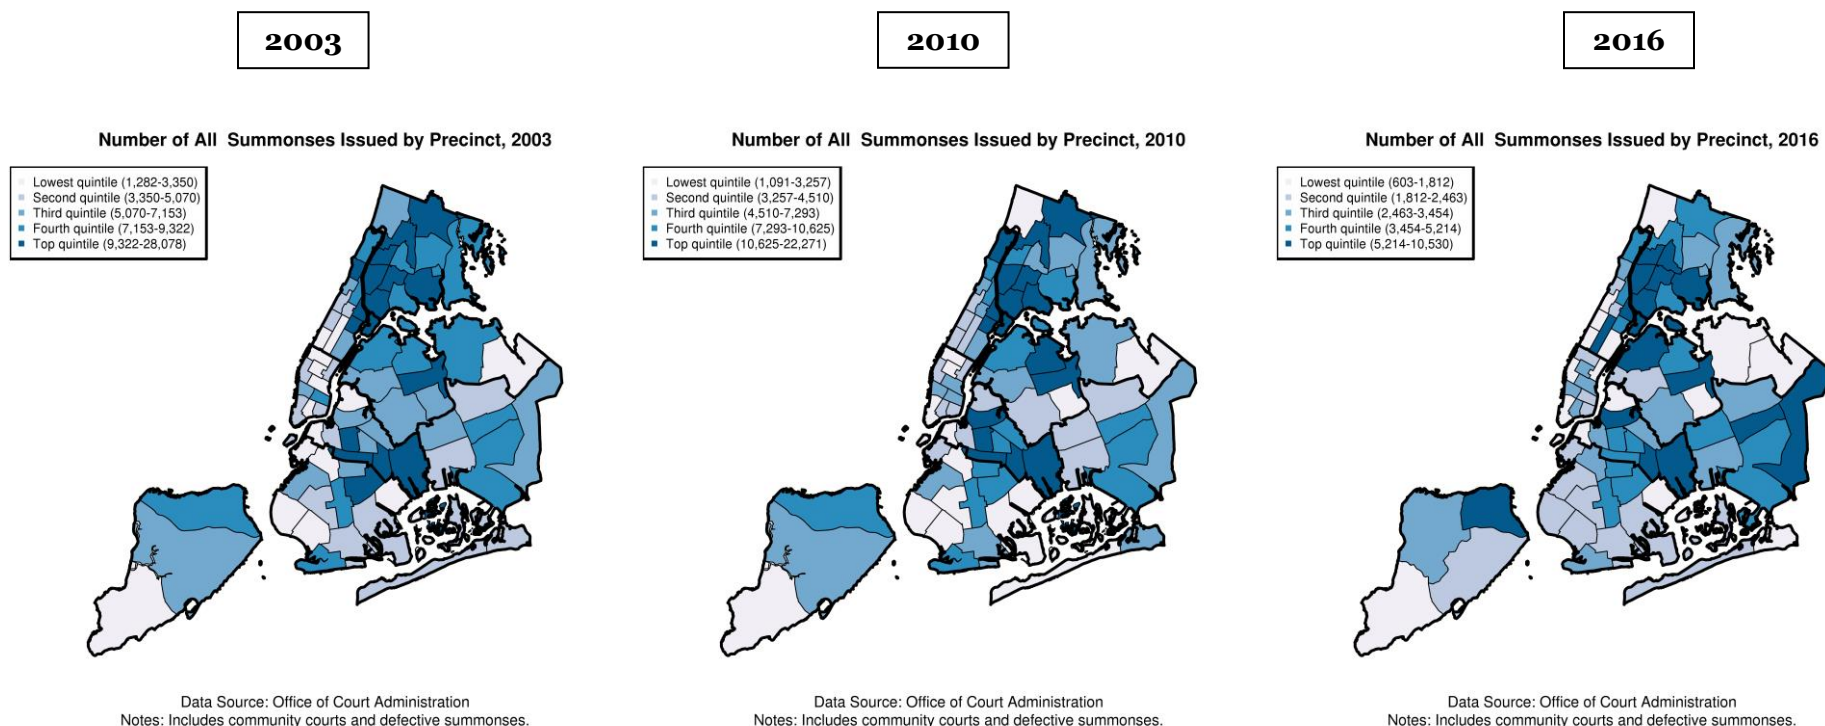 2003
Number of All Summonses Issued by Precinct, 2003
Lowest quintile (1,282-3,350)
Second quintile (3,350-5,070)
Third quintile (5,070-7,153)
Fourth quintile (7,153-9,322)
Top quintile (9,322-28,078)
Data Source: Office of Court Administration
Notes: Includes community courts and defective summonses.
2010
Number of All Summonses Issued by Precinct, 2010
Lowest quintile (1,091-3,257)
Second quintile (3,257-4,510)
Third quintile (4,510-7,293)
Fourth quintile (7,293-10,625)
Top quintile (10,625-22,271)
Data Source: Office of Court Administration
Notes: Includes community courts and defective summonses.
2016
Number of All Summonses Issued by Precinct, 2016
Lowest quintile (603-1,812)
Second quintile (1,812-2,463)
Third quintile (2,463-3,454)
Fourth quintile (3,454-5,214)
Top quintile (5,214-10,530)
Data Source: Office of Court Administration
Notes: Includes community courts and defective summonses.